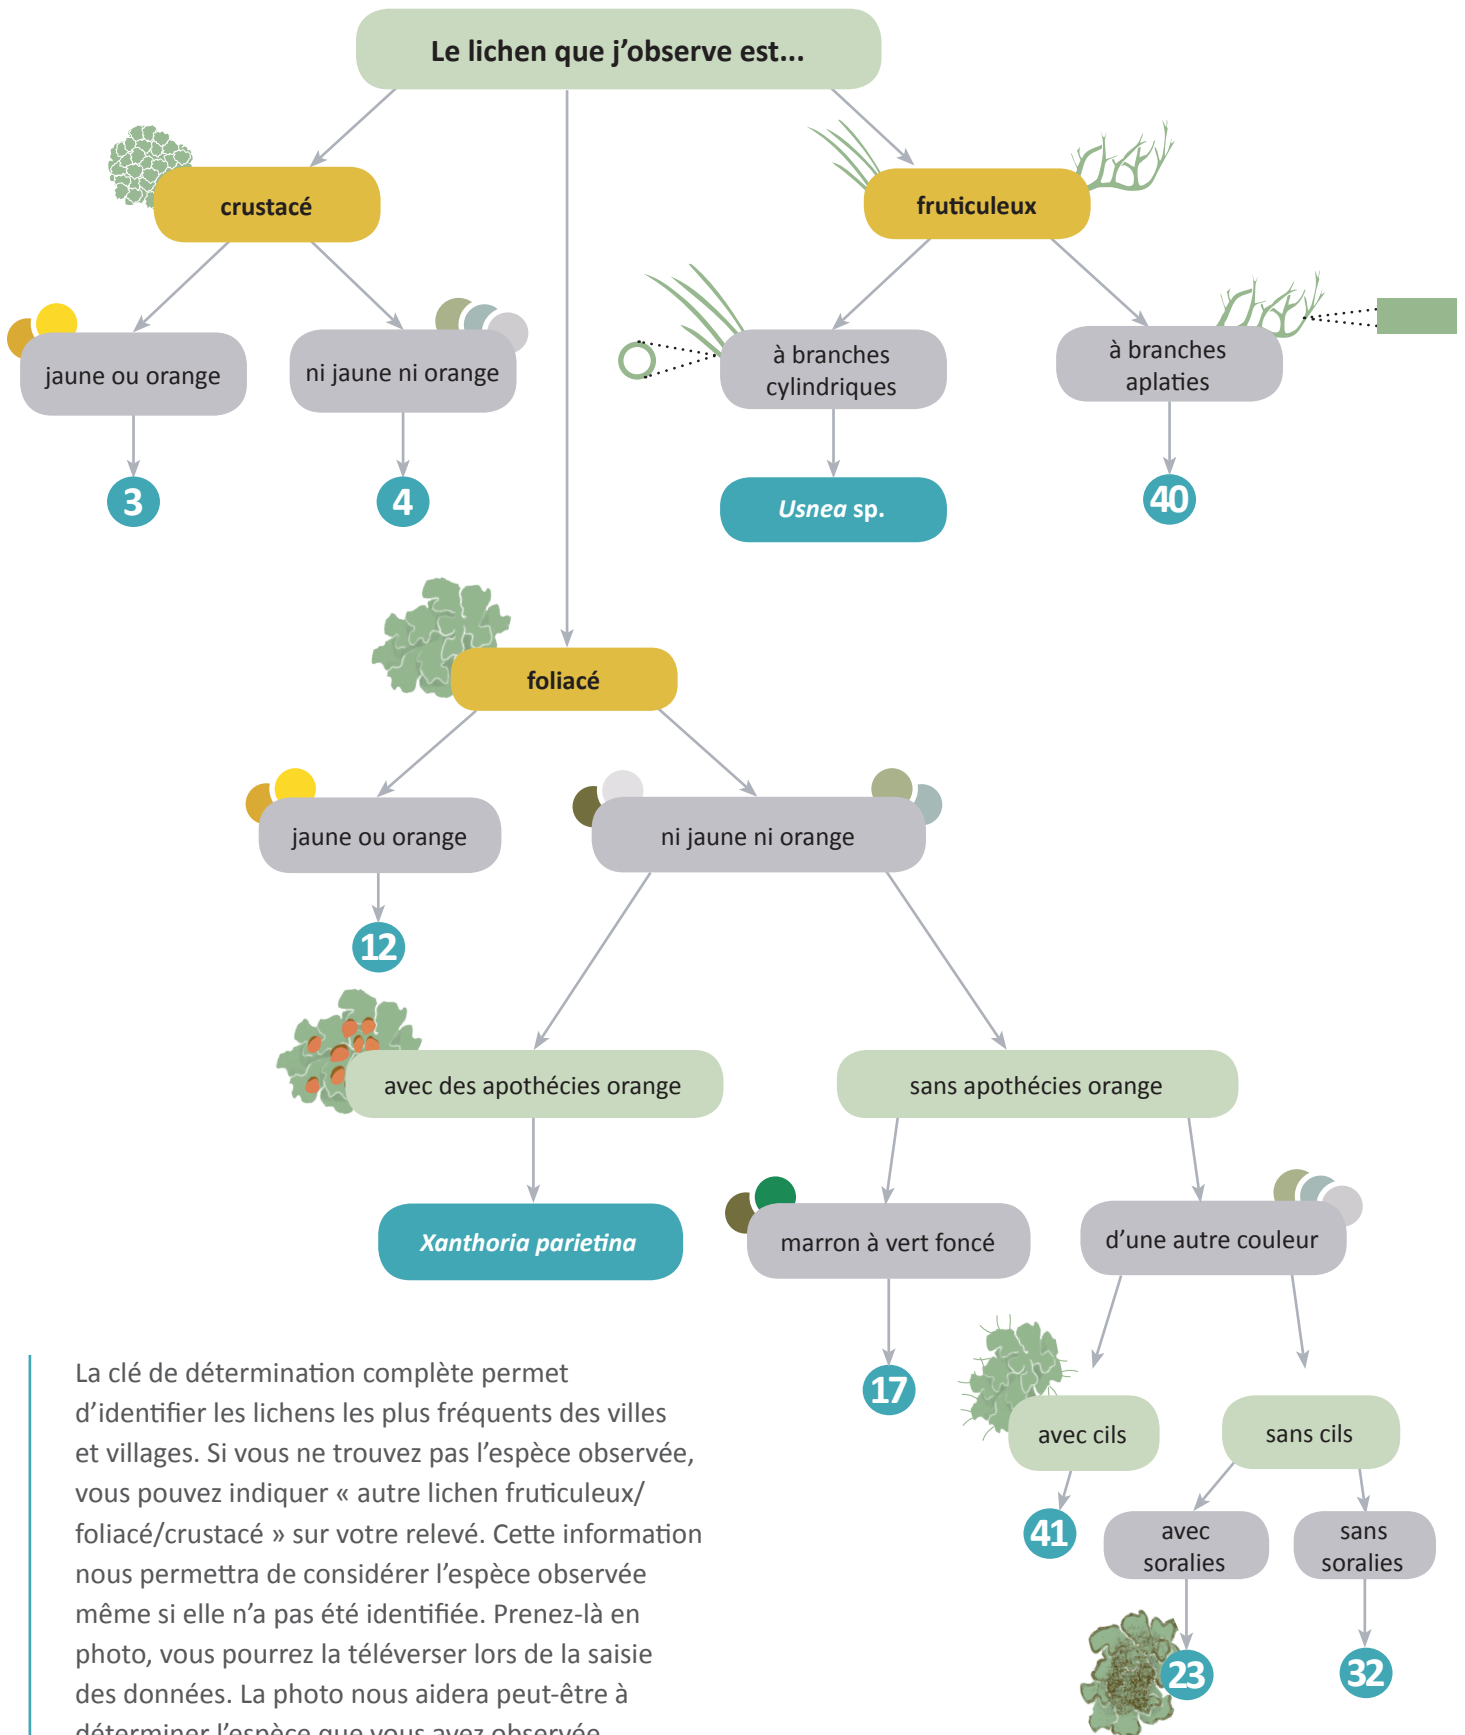 Le lichen que j’observe est...
crustacé
fruticuleux
jaune ou orange
ni jaune ni orange
à branches
cylindriques
à branches
aplaties
3
4
Usnea sp.
40
foliacé
jaune ou orange
ni jaune ni orange
12
avec des apothécies orange
sans apothécies orange
Xanthoria parietina
marron à vert foncé
d’une autre couleur
17
avec cils
sans cils
41
avec
soralies
sans
soralies
23
32
La clé de détermination complète permet
d’identifier les lichens les plus fréquents des villes
et villages. Si vous ne trouvez pas l’espèce observée,
vous pouvez indiquer « autre lichen fruticuleux/
foliacé/crustacé » sur votre relevé. Cette information
nous permettra de considérer l’espèce observée
même si elle n’a pas été identifiée. Prenez-là en
photo, vous pourrez la téléverser lors de la saisie
des données. La photo nous aidera peut-être à
déterminer l’espèce que vous avez observée